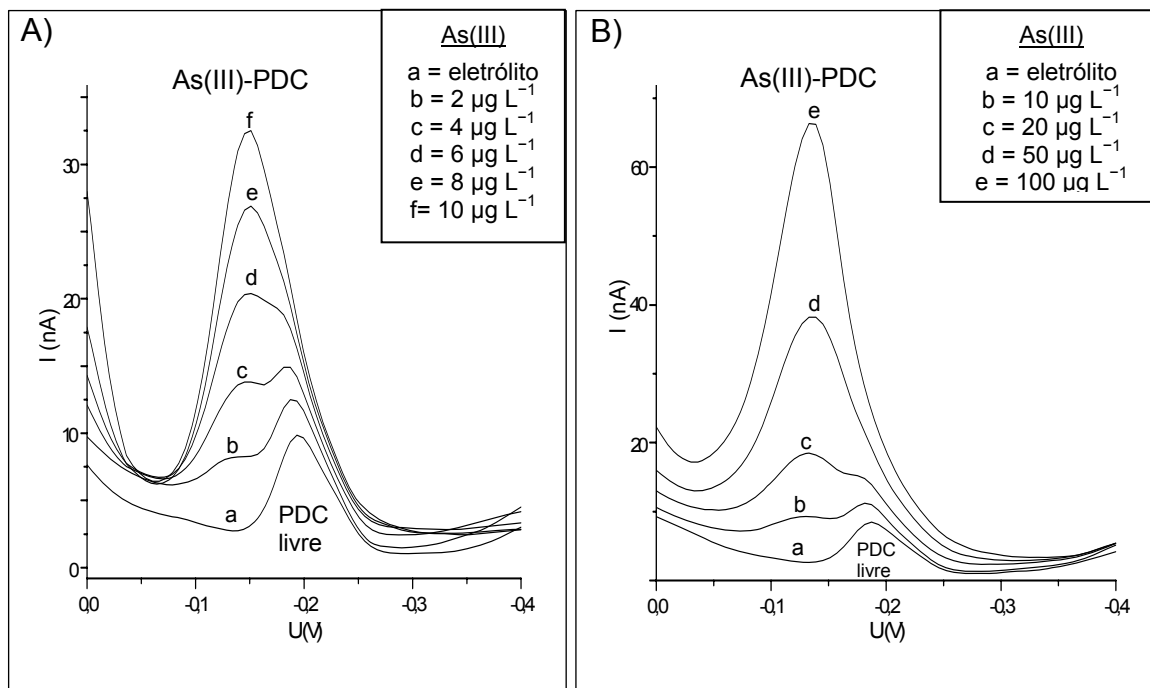 A)
As(III)
a = eletrólito
b = 2 µg L⁻¹
c = 4 µg L⁻¹
d = 6 µg L⁻¹
e = 8 µg L⁻¹
f= 10 µg L⁻¹
As(III)-PDC
f
e
d
c
b
a
PDC
livre
30
20
10
0
I (nA)
0,0
-0,1
-0,2
-0,3
-0,4
U(V)
B)
As(III)
a = eletrólito
b = 10 µg L⁻¹
c = 20 µg L⁻¹
d = 50 µg L⁻¹
e = 100 µg L⁻¹
As(III)-PDC
e
d
c
b
a
PDC
livre
60
40
20
I (nA)
0,0
-0,1
-0,2
-0,3
-0,4
U(V)